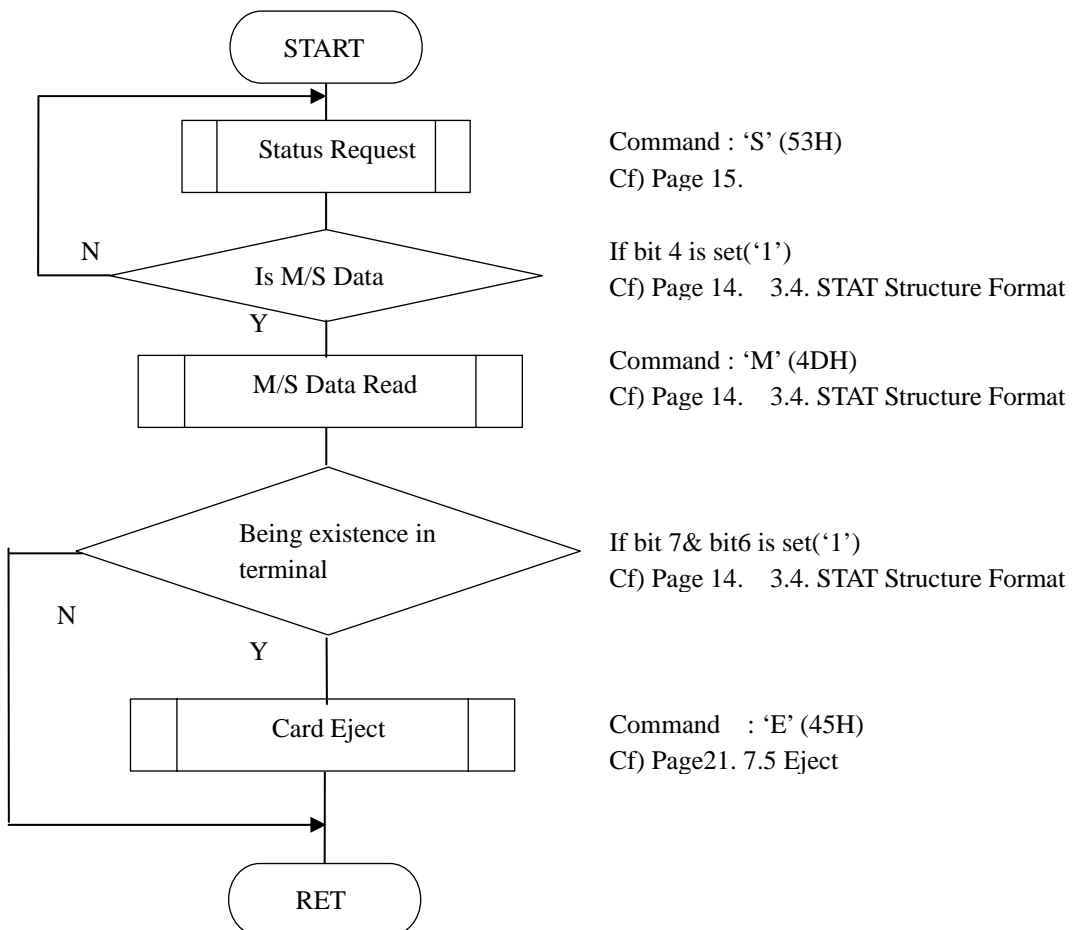 START
Status Request
Command : ‘S’ (53H)
Cf) Page 15.
N
Is M/S Data
If bit 4 is set(‘1’)
Cf) Page 14. 3.4. STAT Structure Format
Y
M/S Data Read
Command : ‘M’ (4DH)
Cf) Page 14. 3.4. STAT Structure Format
Being existence in
terminal
If bit 7& bit6 is set(‘1’)
Cf) Page 14. 3.4. STAT Structure Format
N
Y
Card Eject
Command : ‘E’ (45H)
Cf) Page21. 7.5 Eject
RET